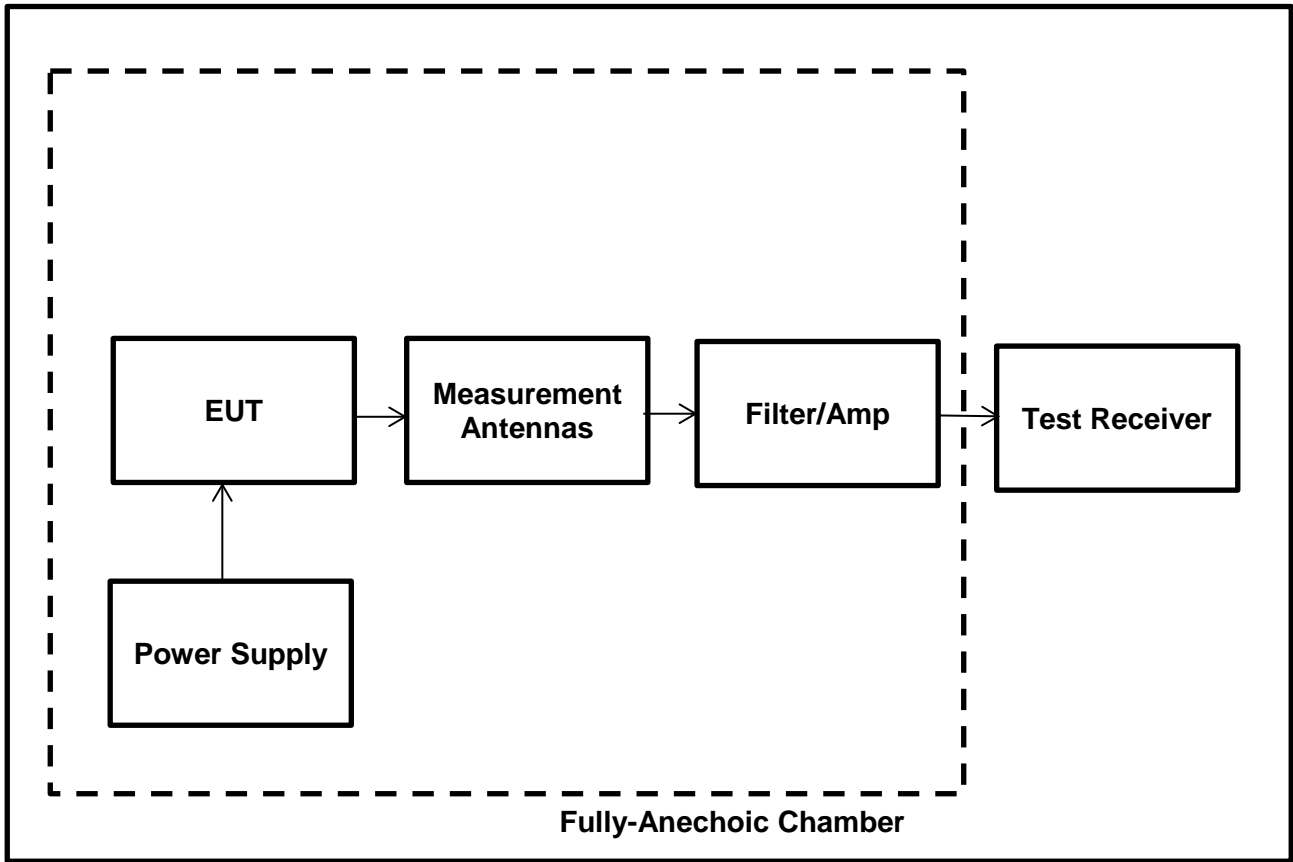 EUT
Measurement
Antennas
Filter/Amp
Test Receiver
Power Supply
Fully-Anechoic Chamber